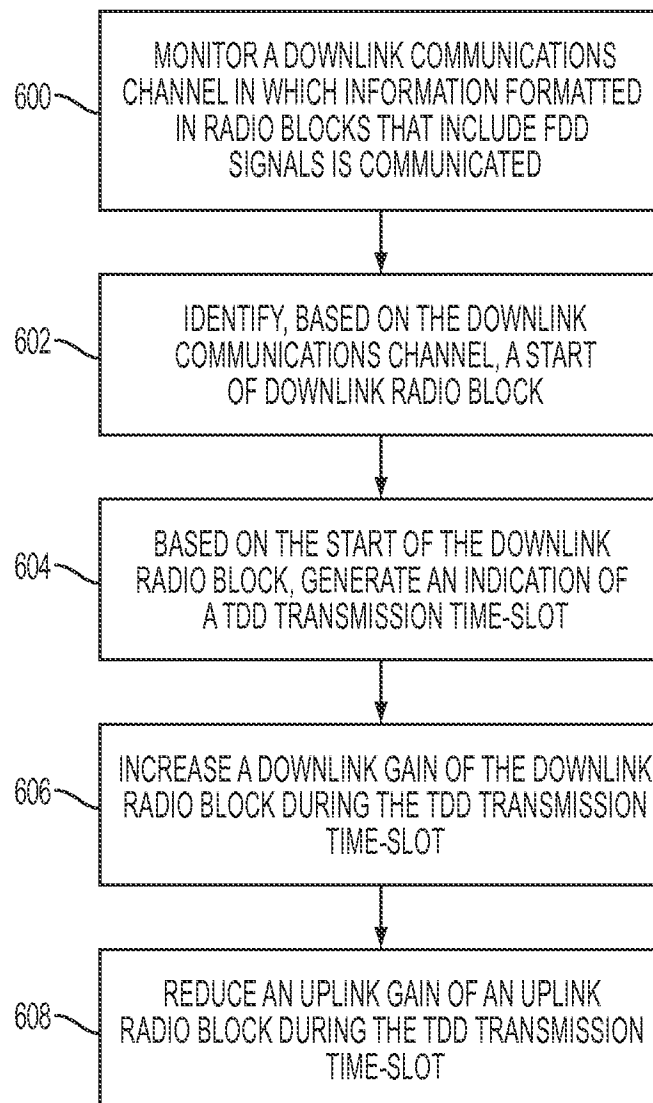 600
MONITOR A DOWNLINK COMMUNICATIONS
CHANNEL IN WHICH INFORMATION FORMATTED
IN RADIO BLOCKS THAT INCLUDE FDD
SIGNALS IS COMMUNICATED
602
IDENTIFY, BASED ON THE DOWNLINK
COMMUNICATIONS CHANNEL, A START
OF DOWNLINK RADIO BLOCK
604
BASED ON THE START OF THE DOWNLINK
RADIO BLOCK, GENERATE AN INDICATION OF
A TDD TRANSMISSION TIME-SLOT
606
INCREASE A DOWNLINK GAIN OF THE DOWNLINK
RADIO BLOCK DURING THE TDD TRANSMISSION
TIME-SLOT
608
REDUCE AN UPLINK GAIN OF AN UPLINK
RADIO BLOCK DURING THE TDD TRANSMISSION
TIME-SLOT